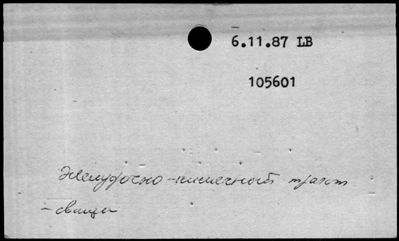 6.11.87 LB
105601
Желудочно-кишечный тракт
- свищи